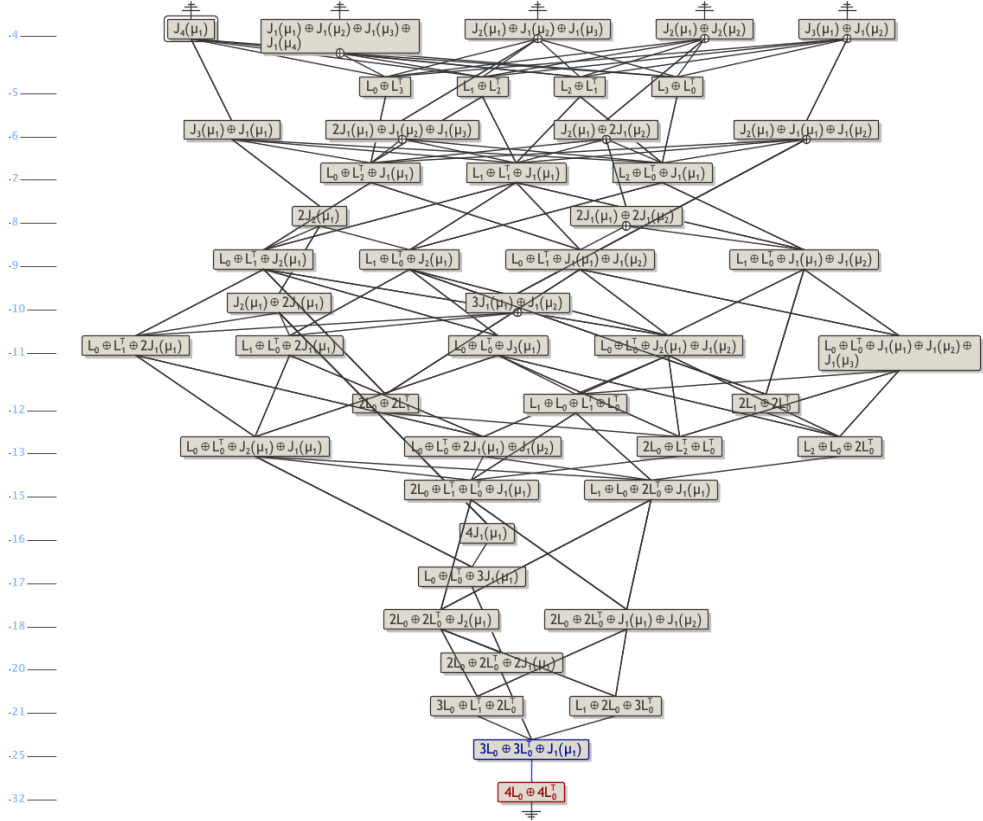 .4
J₄(μ₁)
J₁(μ₁) ⊕ J₁(μ₂) ⊕ J₁(μ₃) ⊕
J₁(μ₄)
J₂(μ₁) ⊕ J₁(μ₂) ⊕ J₁(μ₃)
J₂(μ₁) ⊕ J₂(μ₂)
J₃(μ₁) ⊕ J₁(μ₂)
.5
L₀ ⊕ L₃ᵀ
L₁ ⊕ L₂ᵀ
L₂ ⊕ L₁ᵀ
L₃ ⊕ L₀ᵀ
.6
J₃(μ₁) ⊕ J₁(μ₁)
2J₁(μ₁) ⊕ J₁(μ₂) ⊕ J₁(μ₃)
J₂(μ₁) ⊕ 2J₁(μ₂)
J₂(μ₁) ⊕ J₁(μ₁) ⊕ J₁(μ₂)
.7
L₀ ⊕ L₂ᵀ ⊕ J₁(μ₁)
L₁ ⊕ L₁ᵀ ⊕ J₁(μ₁)
L₂ ⊕ L₀ᵀ ⊕ J₁(μ₁)
.8
2J₂(μ₁)
2J₁(μ₁) ⊕ 2J₁(μ₂)
.9
L₀ ⊕ L₁ᵀ ⊕ J₂(μ₁)
L₁ ⊕ L₀ᵀ ⊕ J₂(μ₁)
L₀ ⊕ L₁ᵀ ⊕ J₁(μ₁) ⊕ J₁(μ₂)
L₁ ⊕ L₀ᵀ ⊕ J₁(μ₁) ⊕ J₁(μ₂)
.10
J₂(μ₁) ⊕ 2J₁(μ₁)
3J₁(μ₁) ⊕ J₁(μ₂)
.11
L₀ ⊕ L₁ᵀ ⊕ 2J₁(μ₁)
L₁ ⊕ L₀ᵀ ⊕ 2J₁(μ₁)
L₀ ⊕ L₀ᵀ ⊕ J₃(μ₁)
L₀ ⊕ L₀ᵀ ⊕ J₂(μ₁) ⊕ J₁(μ₂)
L₀ ⊕ L₀ᵀ ⊕ J₁(μ₁) ⊕ J₁(μ₂) ⊕
J₁(μ₃)
.12
2L₀ ⊕ 2L₁ᵀ
L₁ ⊕ L₀ ⊕ L₁ᵀ ⊕ L₀ᵀ
2L₁ ⊕ 2L₀ᵀ
.13
L₀ ⊕ L₀ᵀ ⊕ J₂(μ₁) ⊕ J₁(μ₁)
L₀ ⊕ L₀ᵀ ⊕ 2J₁(μ₁) ⊕ J₁(μ₂)
2L₀ ⊕ L₂ᵀ ⊕ L₀ᵀ
L₂ ⊕ L₀ ⊕ 2L₀ᵀ
.15
2L₀ ⊕ L₁ᵀ ⊕ L₀ᵀ ⊕ J₁(μ₁)
L₁ ⊕ L₀ ⊕ 2L₀ᵀ ⊕ J₁(μ₁)
.16
4J₁(μ₁)
.17
L₀ ⊕ L₀ᵀ ⊕ 3J₁(μ₁)
.18
2L₀ ⊕ 2L₀ᵀ ⊕ J₂(μ₁)
2L₀ ⊕ 2L₀ᵀ ⊕ J₁(μ₁) ⊕ J₁(μ₂)
.20
2L₀ ⊕ 2L₀ᵀ ⊕ 2J₁(μ₁)
.21
3L₀ ⊕ L₁ᵀ ⊕ 2L₀ᵀ
L₁ ⊕ 2L₀ ⊕ 3L₀ᵀ
.25
3L₀ ⊕ 3L₀ᵀ ⊕ J₁(μ₁)
.32
4L₀ ⊕ 4L₀ᵀ